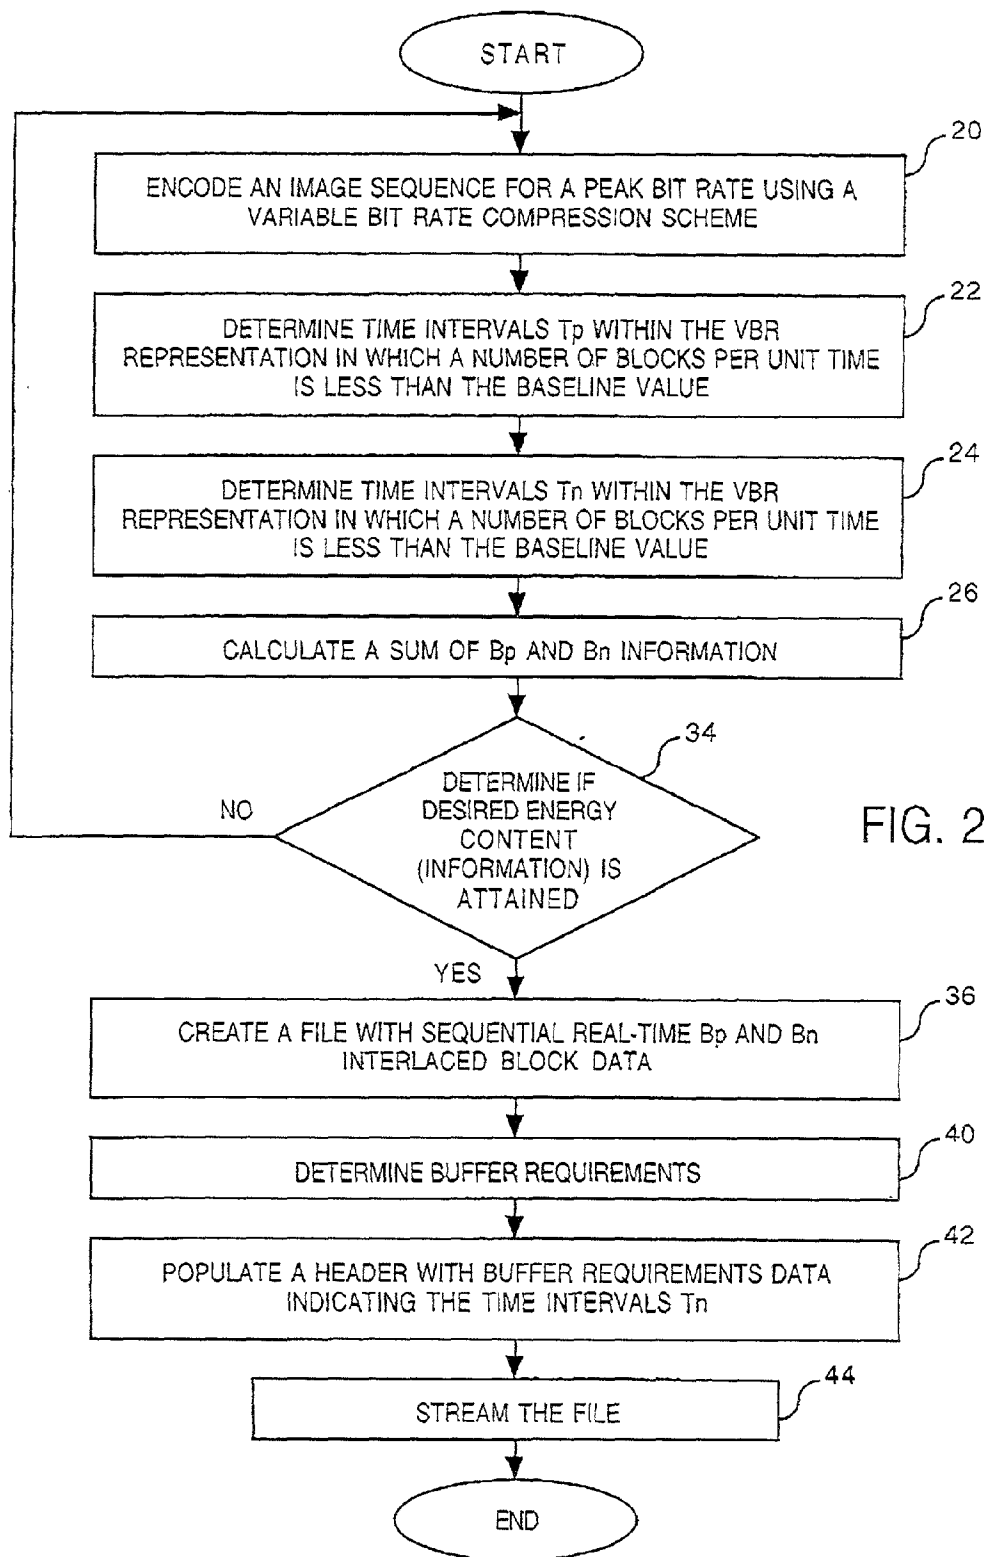 START
20
ENCODE AN IMAGE SEQUENCE FOR A PEAK BIT RATE USING A
VARIABLE BIT RATE COMPRESSION SCHEME
22
DETERMINE TIME INTERVALS Tp WITHIN THE VBR
REPRESENTATION IN WHICH A NUMBER OF BLOCKS PER UNIT TIME
IS LESS THAN THE BASELINE VALUE
24
DETERMINE TIME INTERVALS Tn WITHIN THE VBR
REPRESENTATION IN WHICH A NUMBER OF BLOCKS PER UNIT TIME
IS LESS THAN THE BASELINE VALUE
26
CALCULATE A SUM OF Bp AND Bn INFORMATION
34
DETERMINE IF
DESIRED ENERGY
CONTENT
(INFORMATION) IS
ATTAINED
NO
FIG. 2
YES
36
CREATE A FILE WITH SEQUENTIAL REAL-TIME Bp AND Bn
INTERLACED BLOCK DATA
40
DETERMINE BUFFER REQUIREMENTS
42
POPULATE A HEADER WITH BUFFER REQUIREMENTS DATA
INDICATING THE TIME INTERVALS Tn
44
STREAM THE FILE
END